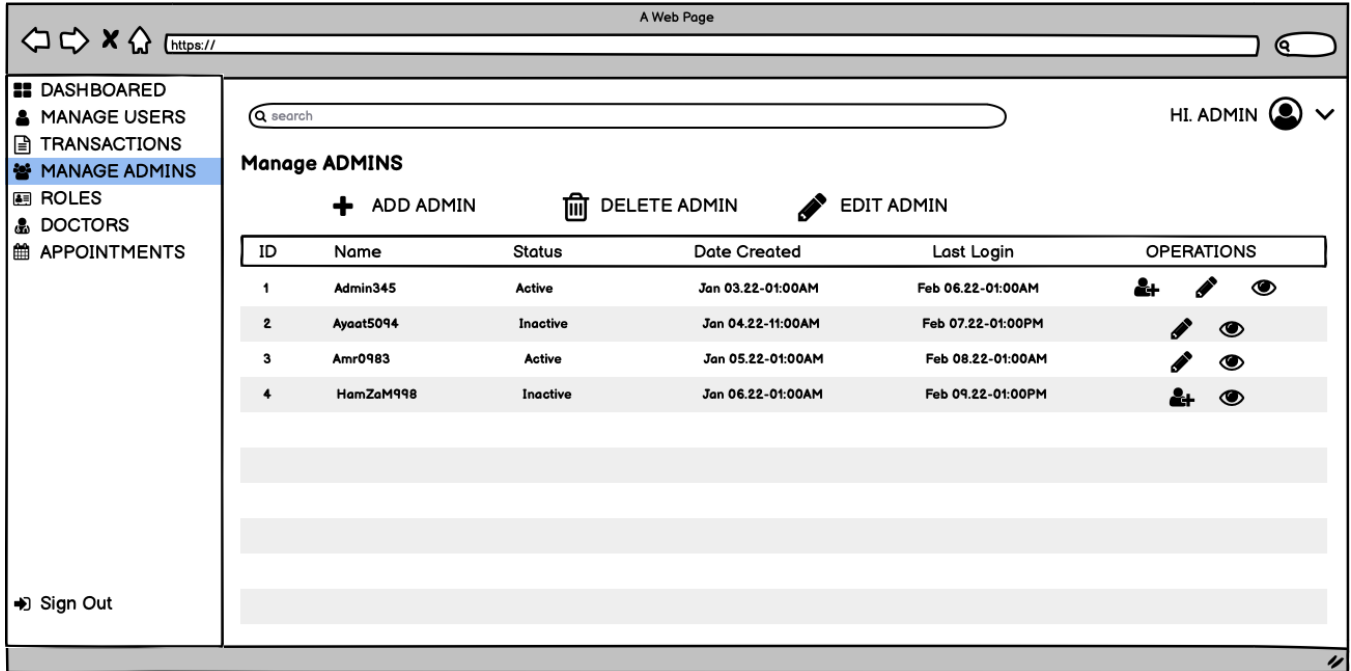 A Web Page
https://
DASHBOARED
MANAGE USERS
TRANSACTIONS
MANAGE ADMINS
ROLES
DOCTORS
APPOINTMENTS
Sign Out
search
HI. ADMIN
Manage ADMINS
ADD ADMIN DELETE ADMIN EDIT ADMIN
ID Name Status Date Created Last Login OPERATIONS
1 Admin345 Active Jan 03.22-01:00AM Feb 06.22-01:00AM
2 Ayaat5094 Inactive Jan 04.22-11:00AM Feb 07.22-01:00PM
3 Amr0983 Active Jan 05.22-01:00AM Feb 08.22-01:00AM
4 HamZaM998 Inactive Jan 06.22-01:00AM Feb 09.22-01:00PM